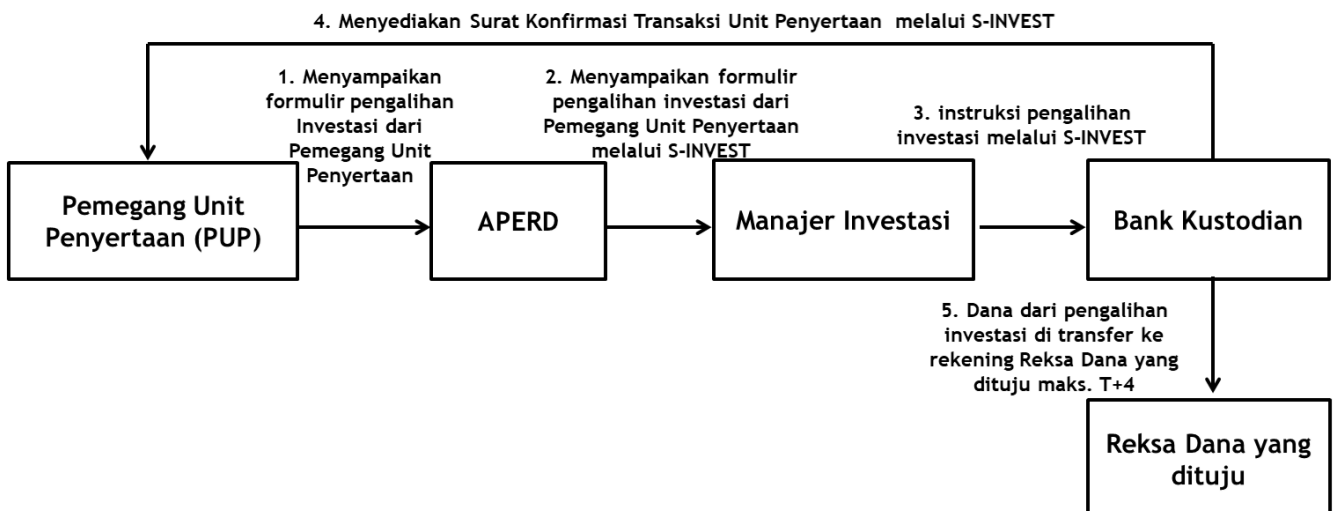 4. Menyediakan Surat Konfirmasi Transaksi Unit Penyertaan melalui S-INVEST
1. Menyampaikan
formulir pengalihan
Investasi dari
Pemegang Unit
Penyertaan
2. Menyampaikan formulir
pengalihan investasi dari
Pemegang Unit Penyertaan
melalui S-INVEST
3. instruksi pengalihan
investasi melalui S-INVEST
Pemegang Unit
Penyertaan (PUP)
APERD
Manajer Investasi
Bank Kustodian
5. Dana dari pengalihan
investasi di transfer ke
rekening Reksa Dana yang
dituju maks. T+4
Reksa Dana yang
dituju